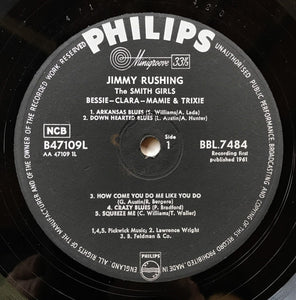 PHILIPS
Minigroove 33⅓
JIMMY RUSHING
The SMITH GIRLS
BESSIE-CLARA-MAMIE & TRIXIE
1. ARKANSAS BLUES (S. Williams/A. Lada)
2. DOWN HEARTED BLUES (L. Austin/A. Hunter)
NCB
B47109L
AA 47109 1L
Side
1
BBL.7484
Recording first
published 1961
3. HOW COME YOU DO ME LIKE YOU DO
(G. Austin/R. Bergere)
4. CRAZY BLUES (P. Bradford)
5. SQUEEZE ME (C. Williams/T. Waller)
1,4,5, Pickwick Music; 2. Lawrence Wright
3; B. Feldman & Co.
PHILIPS
ALL RIGHTS OF THE MANUFACTURER AND OF THE OWNER OF THE RECORDED WORK RESERVED
UNAUTHORISED PUBLIC PERFORMANCE, BROADCASTING AND COPYING OF THIS RECORD PROHIBITED. MADE IN ENGLAND